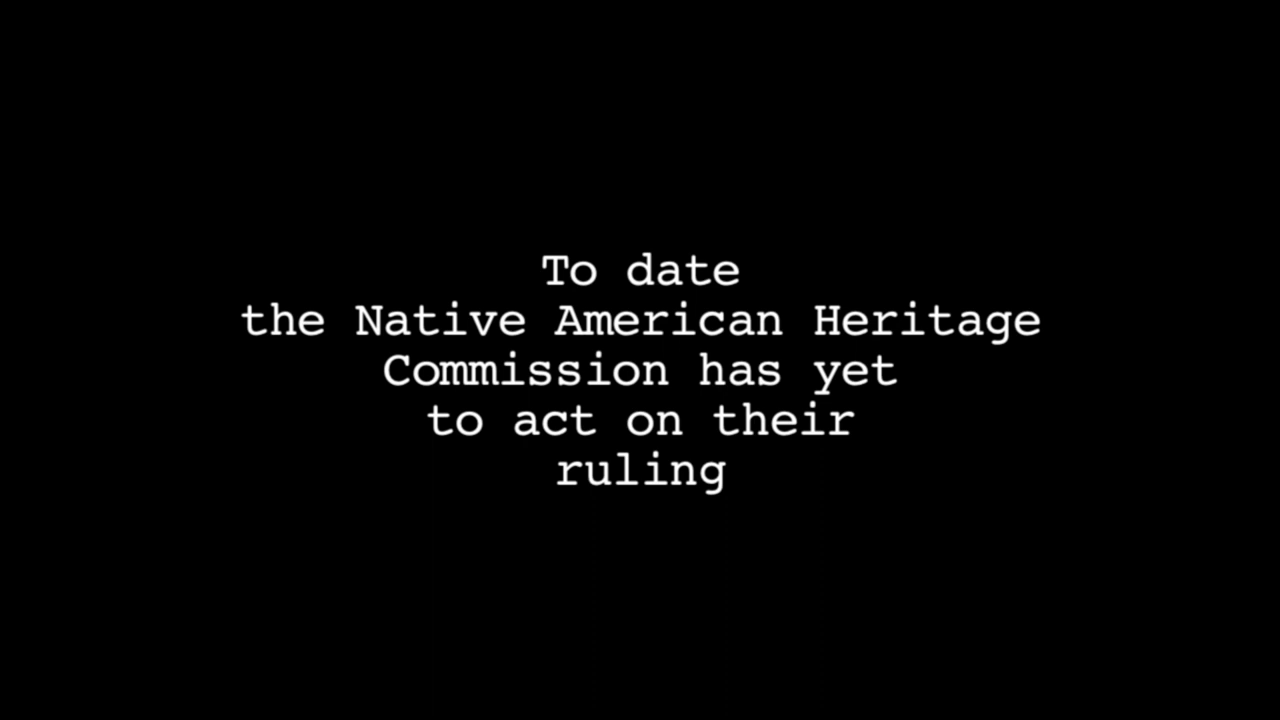 To date
the Native American Heritage
Commission has yet
to act on their
ruling